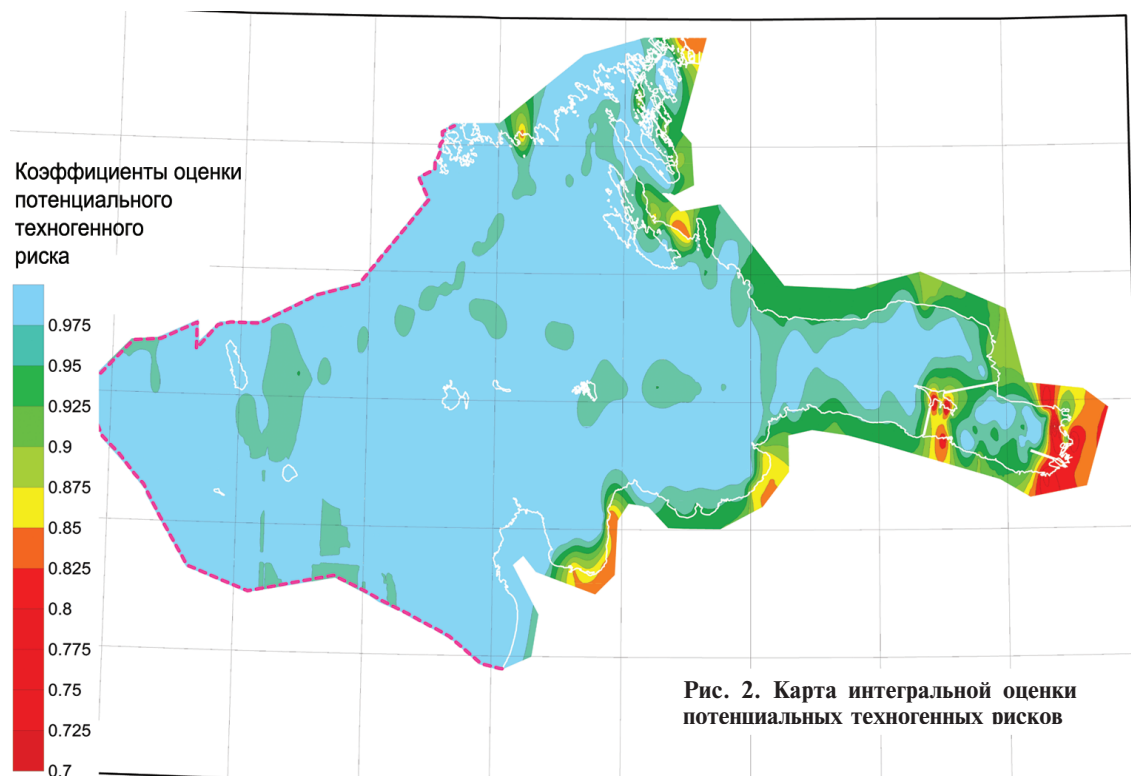 Коэффициенты оценки
потенциального
техногенного
риска
0.975
0.95
0.925
0.9
0.875
0.85
0.825
0.8
0.775
0.75
0.725
0.7
Рис. 2. Карта интегральной оценки
потенциальных техногенных рисков